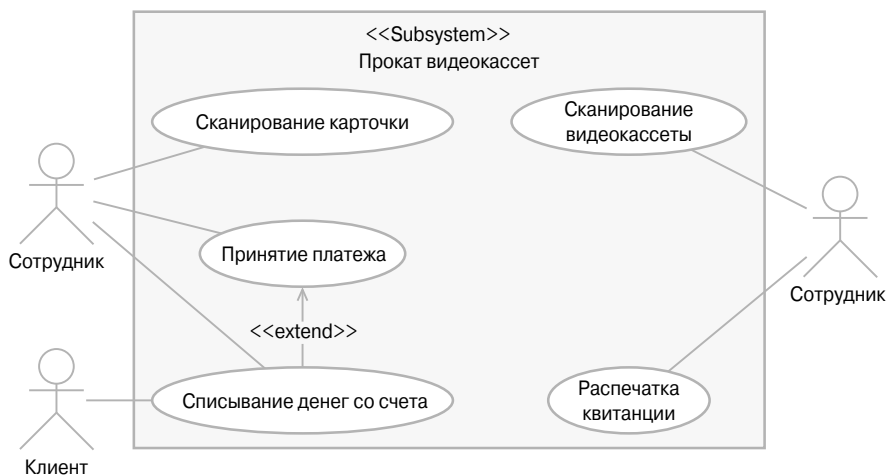 <<Subsystem>>
Прокат видеокассет
Сканирование карточки
Сканирование
видеокассеты
Сотрудник
Принятие платежа
Сотрудник
<<extend>>
Списывание денег со счета
Распечатка
квитанции
Клиент